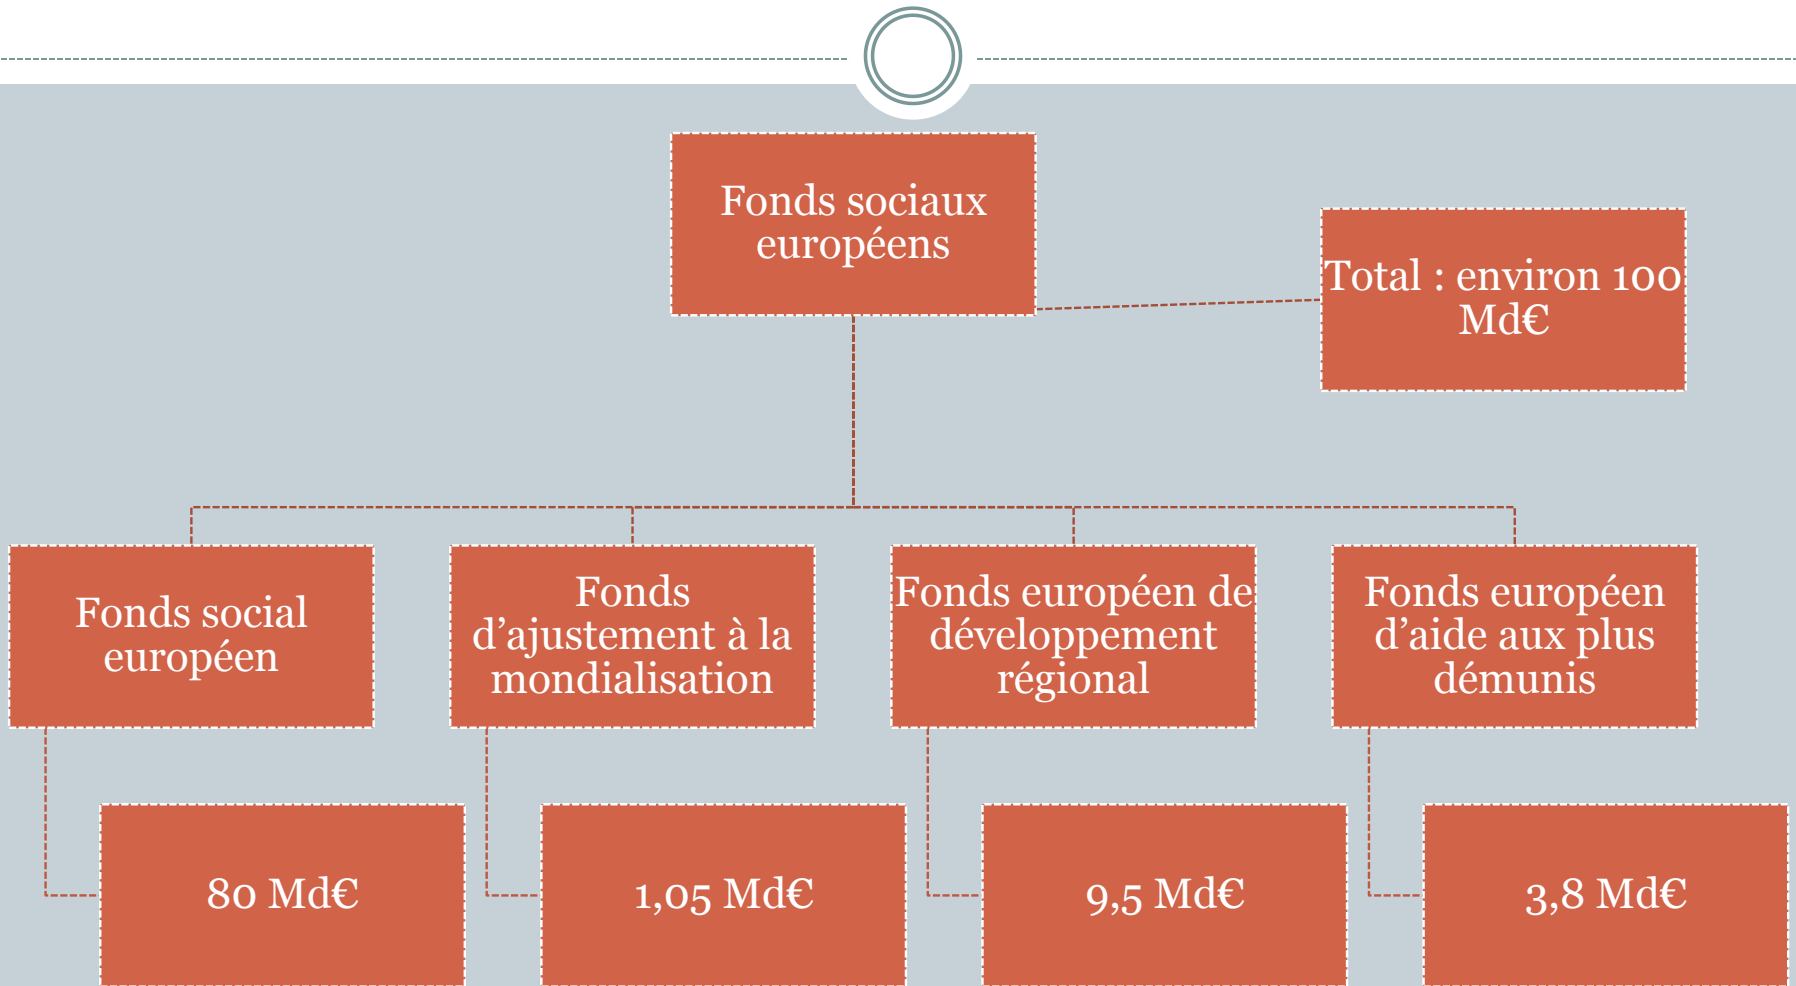 Fonds sociaux
européens
Total : environ 100
Md€
Fonds social
européen
Fonds
d’ajustement à la
mondialisation
Fonds européen de
développement
régional
Fonds européen
d’aide aux plus
démunis
80 Md€
1,05 Md€
9,5 Md€
3,8 Md€